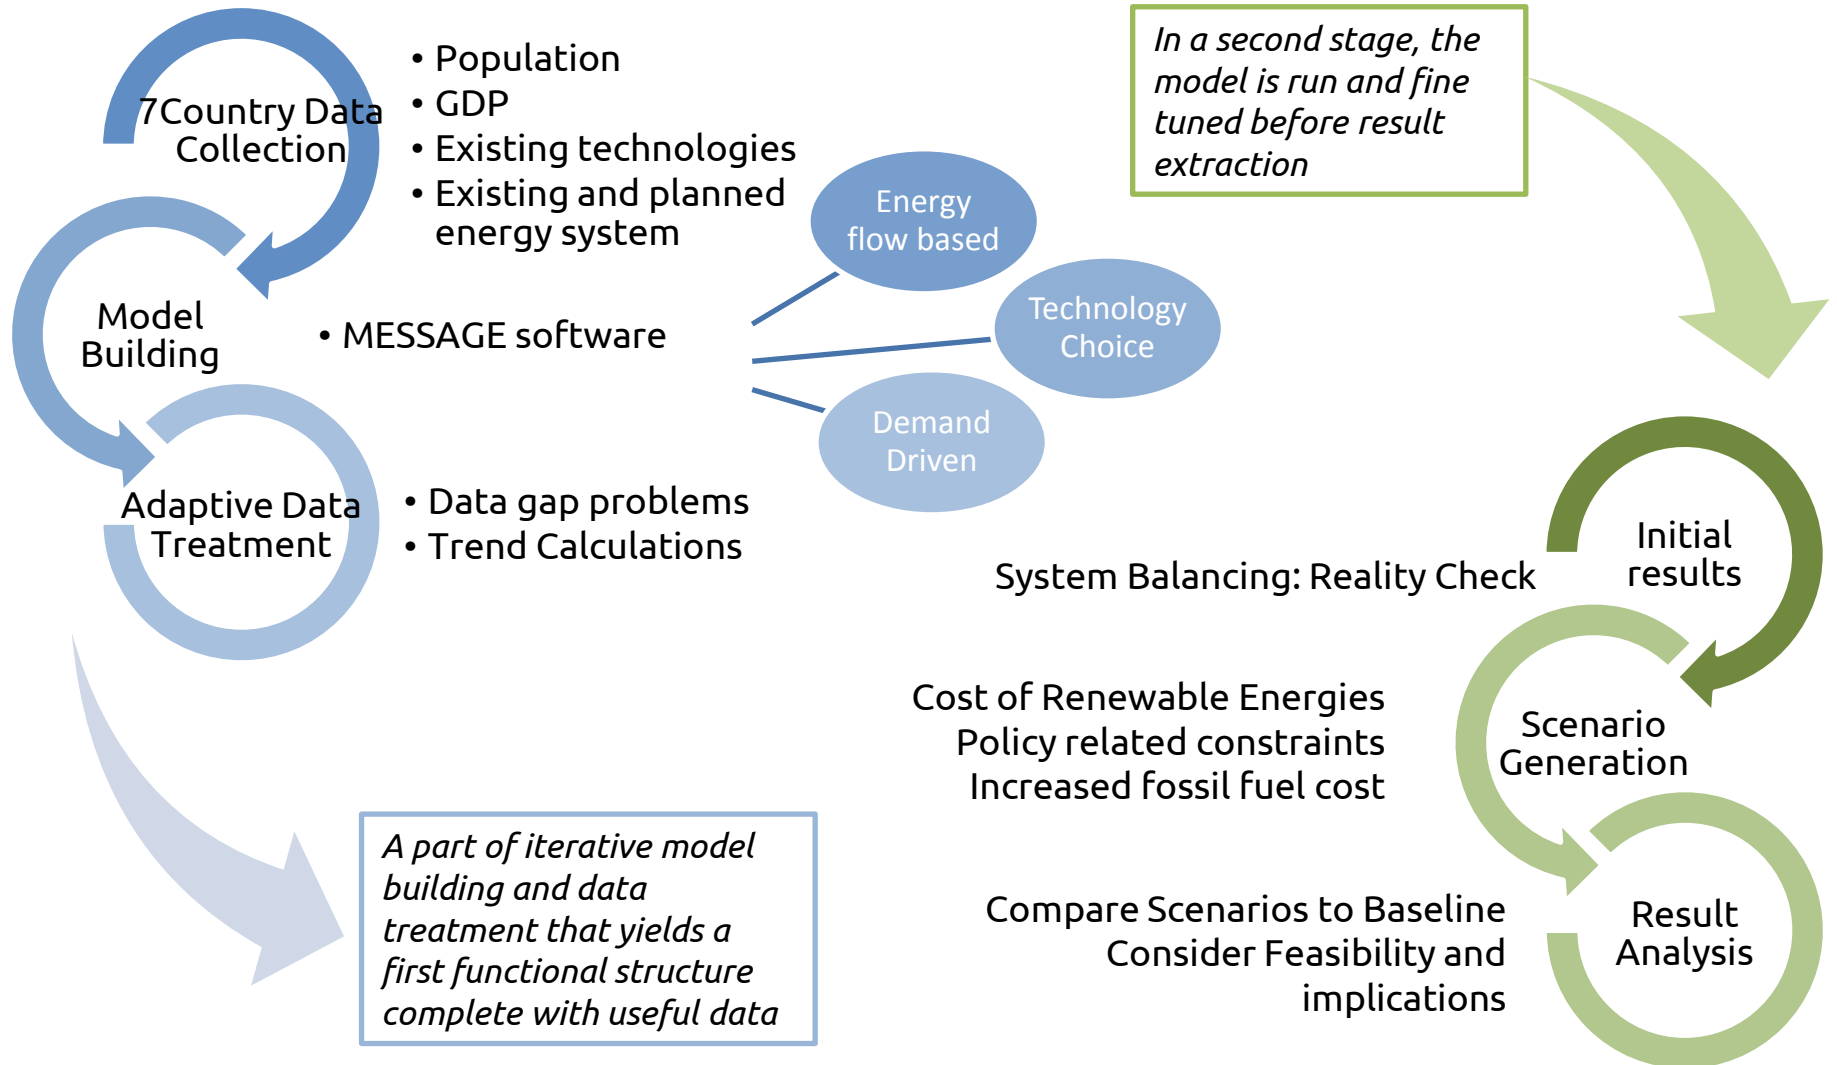 7Country Data
Collection
• Population
• GDP
• Existing technologies
• Existing and planned
energy system
Model
Building
• MESSAGE software
Energy
flow based
Technology
Choice
Demand
Driven
Adaptive Data
Treatment
• Data gap problems
• Trend Calculations
A part of iterative model
building and data
treatment that yields a
first functional structure
complete with useful data
In a second stage, the
model is run and fine
tuned before result
extraction
Initial
results
System Balancing: Reality Check
Scenario
Generation
Cost of Renewable Energies
Policy related constraints
Increased fossil fuel cost
Result
Analysis
Compare Scenarios to Baseline
Consider Feasibility and
implications